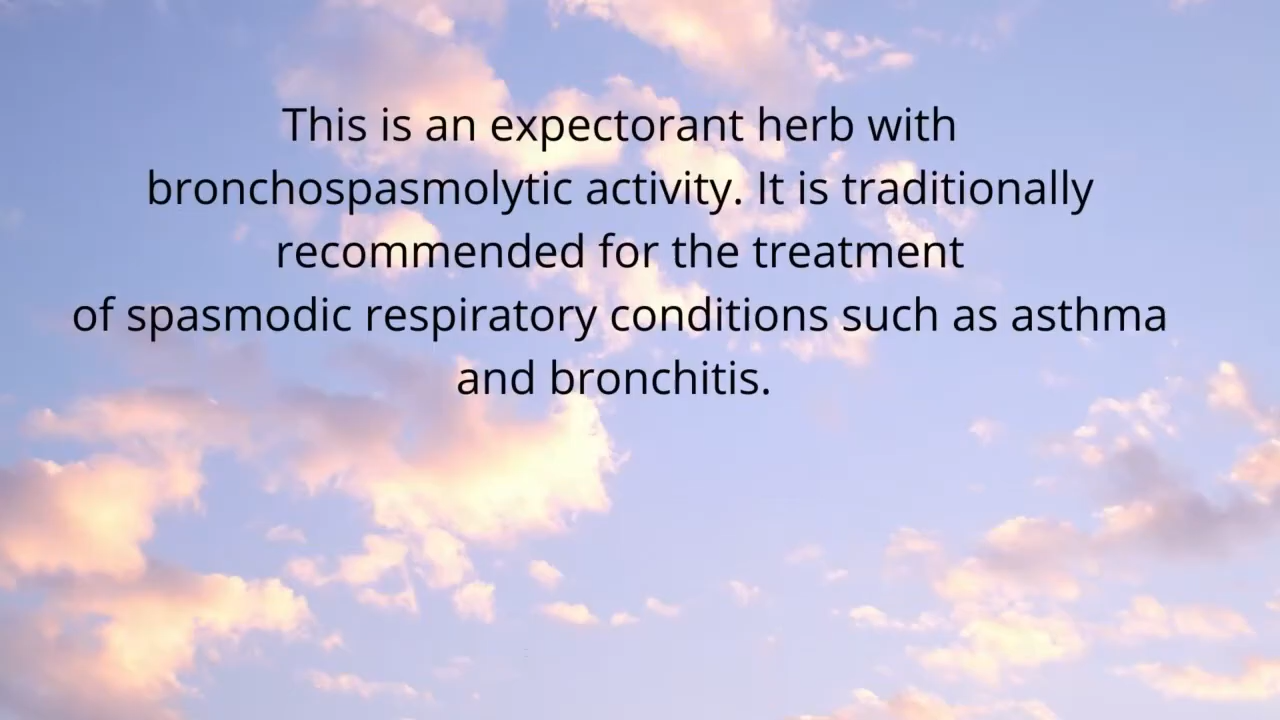 This is an expectorant herb with
bronchospasmolytic activity. It is traditionally
recommended for the treatment
of spasmodic respiratory conditions such as asthma
and bronchitis.